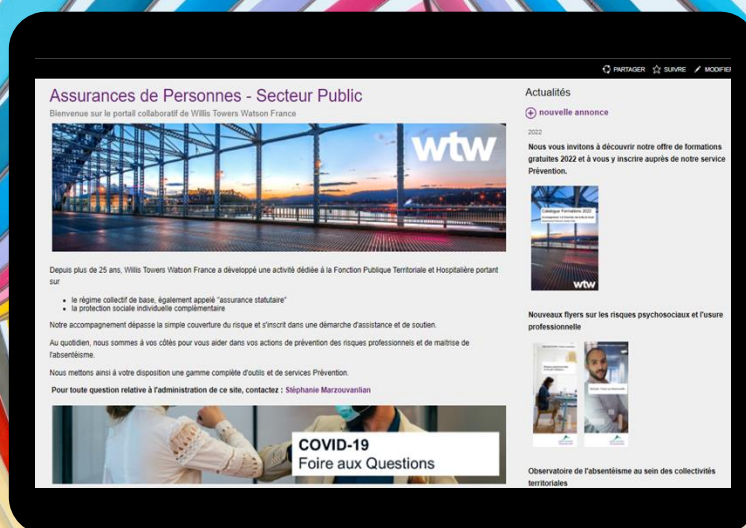 PARTAGER SUIVRE MODIFIER
Assurances de Personnes - Secteur Public
Bienvenue sur le portail collaboratif de Willis Towers Watson France
wtw
Depuis plus de 25 ans, Willis Towers Watson France a développé une activité dédiée à la Fonction Publique Territoriale et Hospitalière portant
sur
• le régime collectif de base, également appelé "assurance statutaire"
• la protection sociale individuelle complémentaire
Notre accompagnement dépasse la simple couverture du risque et s'inscrit dans une démarche d'assistance et de soutien.
Au quotidien, nous sommes à vos côtés pour vous aider dans vos actions de prévention des risques professionnels et de maitrise de
l'absentéisme.
Nous mettons ainsi à votre disposition une gamme complète d'outils et de services Prévention.
Pour toute question relative à l'administration de ce site, contactez : Stéphanie Marzouvanlian
COVID-19
Foire aux Questions
Actualités
nouvelle annonce
2022
Nous vous invitons à découvrir notre offre de formations
gratuites 2022 et à vous y inscrire auprès de notre service
Prévention.
Catalogue Formations 2022
wtw
Nouveaux flyers sur les risques psychosociaux et l'usure
professionnelle
Observatoire de l'absentéisme au sein des collectivités
territoriales